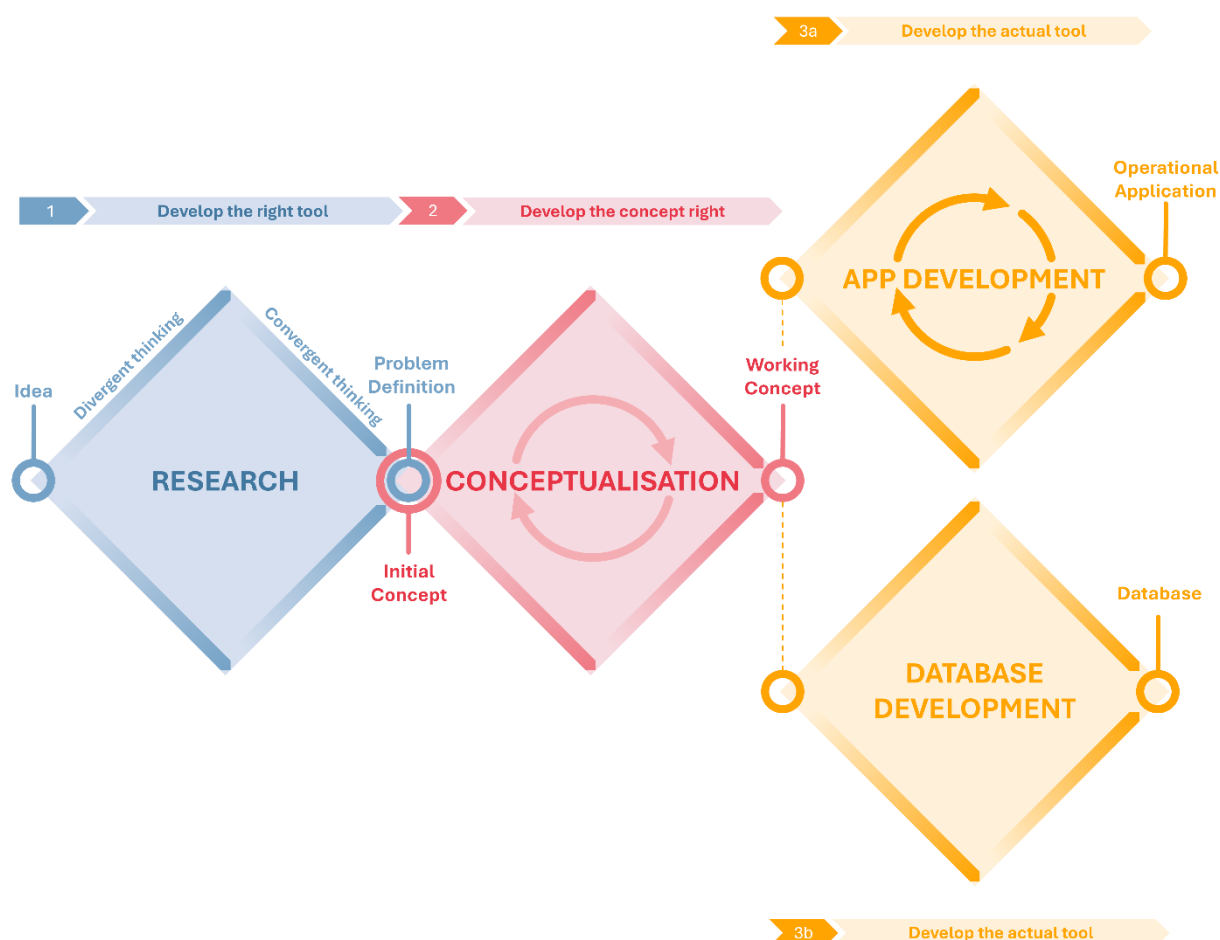 3a
Develop the actual tool
Operational
Application
1
Develop the right tool
2
Develop the concept right
APP DEVELOPMENT
Divergent thinking
Convergent thinking
Idea
Problem
Definition
Working
Concept
RESEARCH
CONCEPTUALISATION
Initial
Concept
Database
DATABASE
DEVELOPMENT
3b
Develop the actual tool